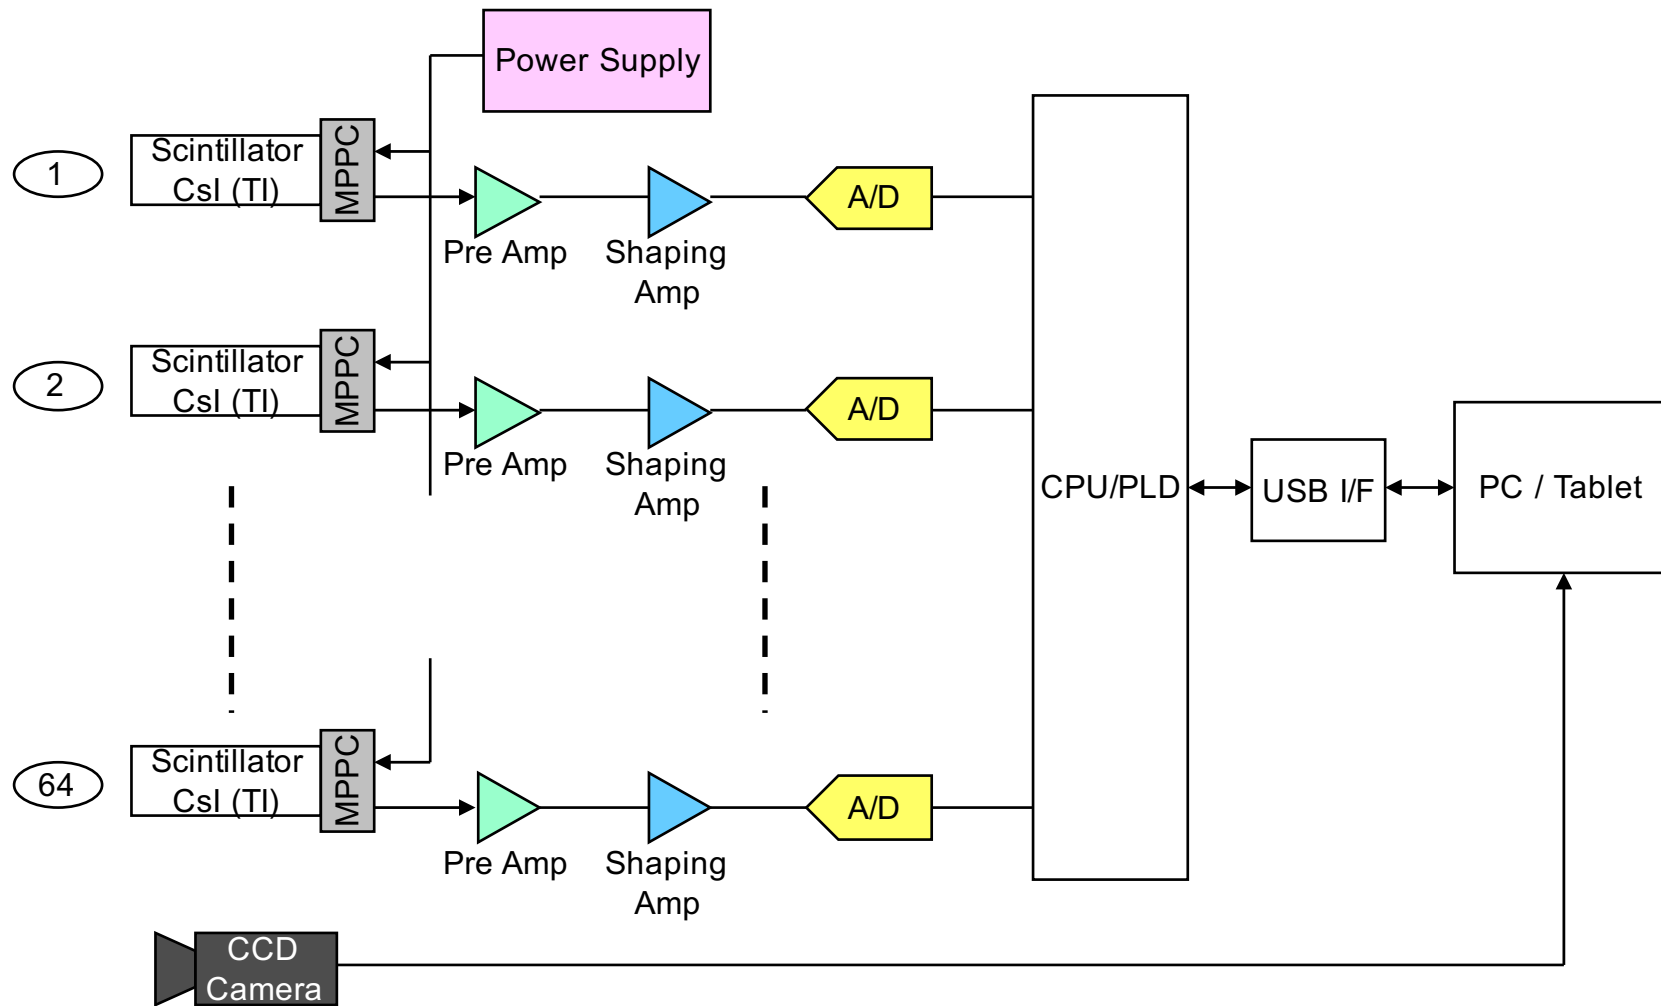 Power Supply
1
Scintillator
CsI (Tl)
MPPC
A/D
Pre Amp
Shaping
Amp
2
Scintillator
CsI (Tl)
MPPC
A/D
Pre Amp
Shaping
Amp
CPU/PLD
USB I/F
PC / Tablet
64
Scintillator
CsI (Tl)
MPPC
A/D
Pre Amp
Shaping
Amp
CCD
Camera